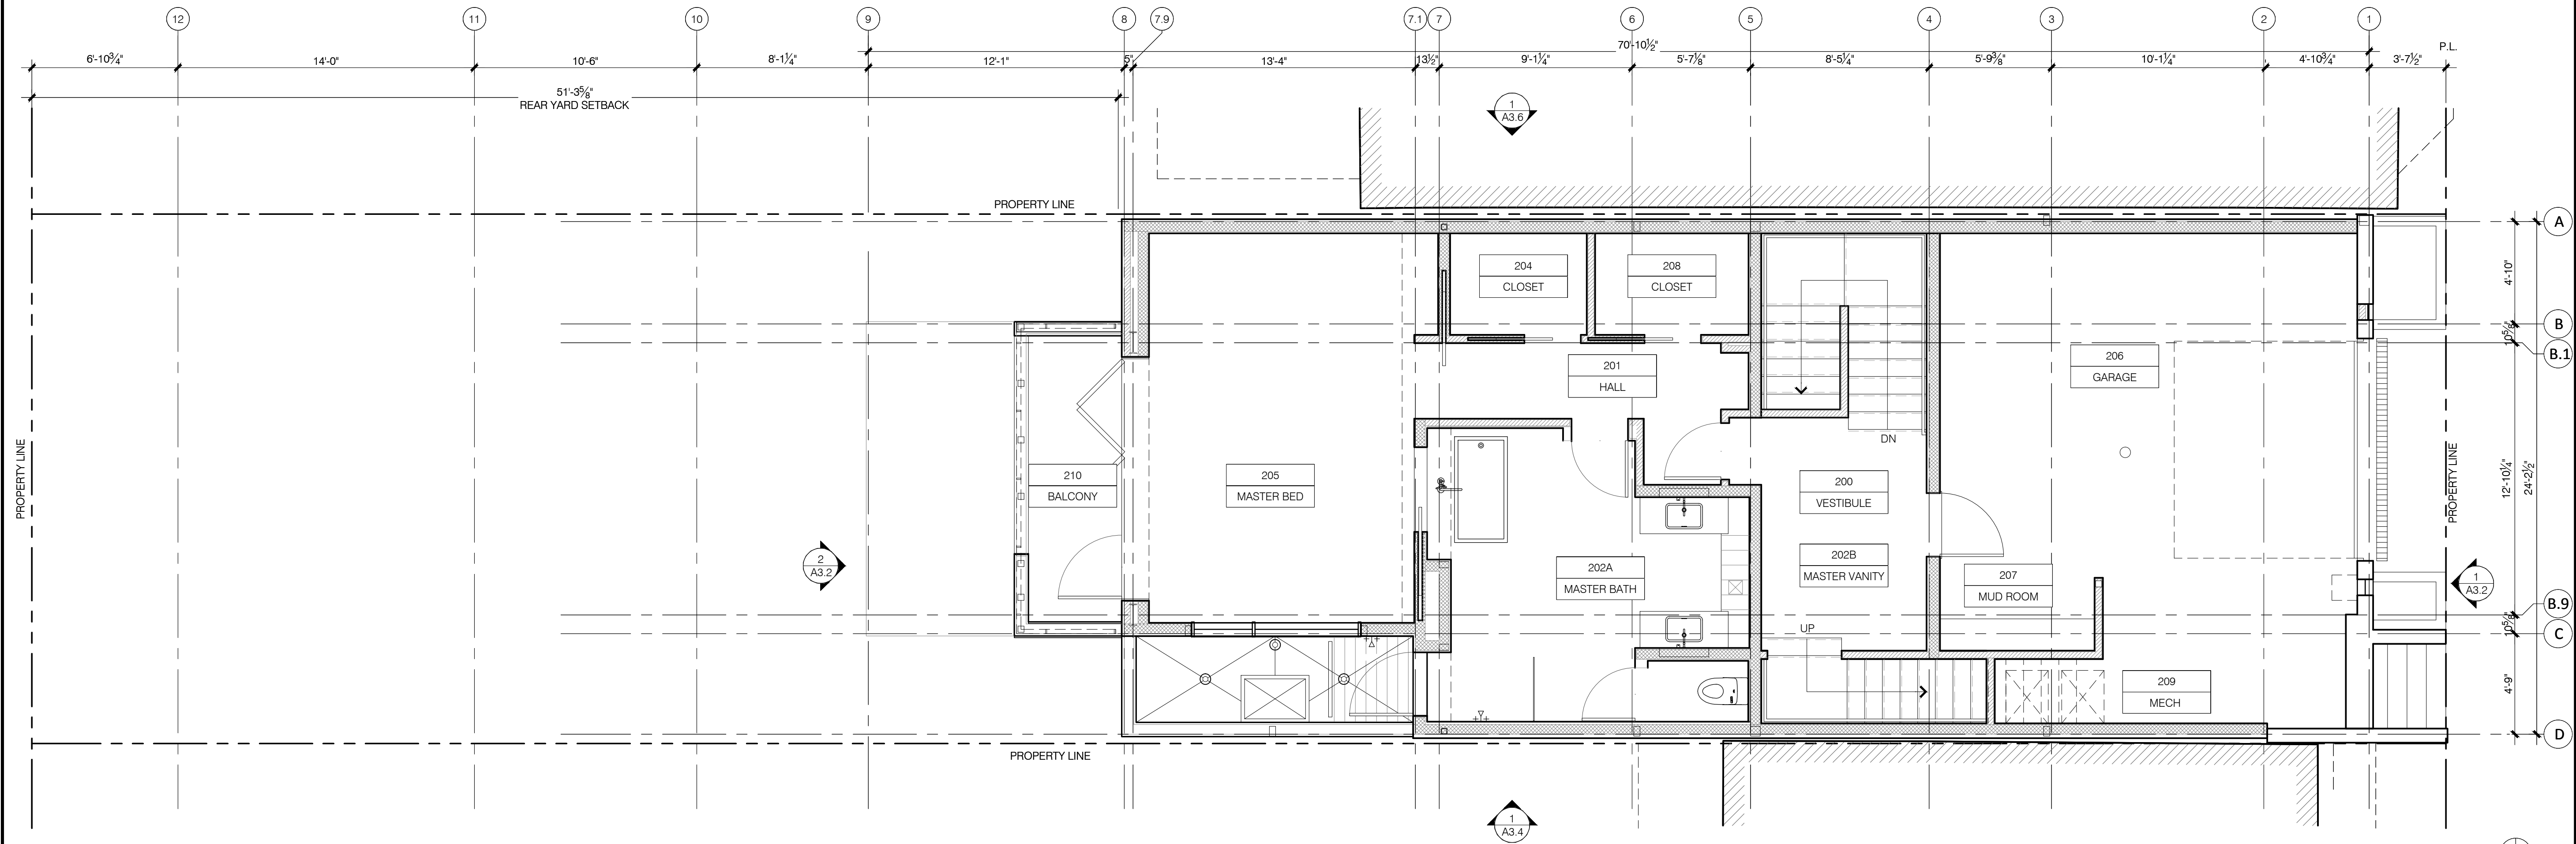 12
11
10
9
8
7.9
7.1
7
6
5
4
3
2
1
70'-10½"
P.L.
6'-10¾"
14'-0"
10'-6"
8'-1¼"
12'-1"
5"
13'-4"
13½"
9'-1¼"
5'-7⅛"
8'-5¼"
5'-9⅜"
10'-1¼"
4'-10¾"
3'-7½"
51'-3⅝"
REAR YARD SETBACK
1
A3.6
PROPERTY LINE
A
B
B.1
B.9
C
D
4'-10"
10⅝"
12'-10¼"
24'-2½"
10⅝"
4'-9"
204
CLOSET
208
CLOSET
201
HALL
206
GARAGE
DN
210
BALCONY
205
MASTER BED
200
VESTIBULE
202B
MASTER VANITY
202A
MASTER BATH
207
MUD ROOM
UP
209
MECH
PROPERTY LINE
PROPERTY LINE
2
A3.2
1
A3.2
PROPERTY LINE
1
A3.4